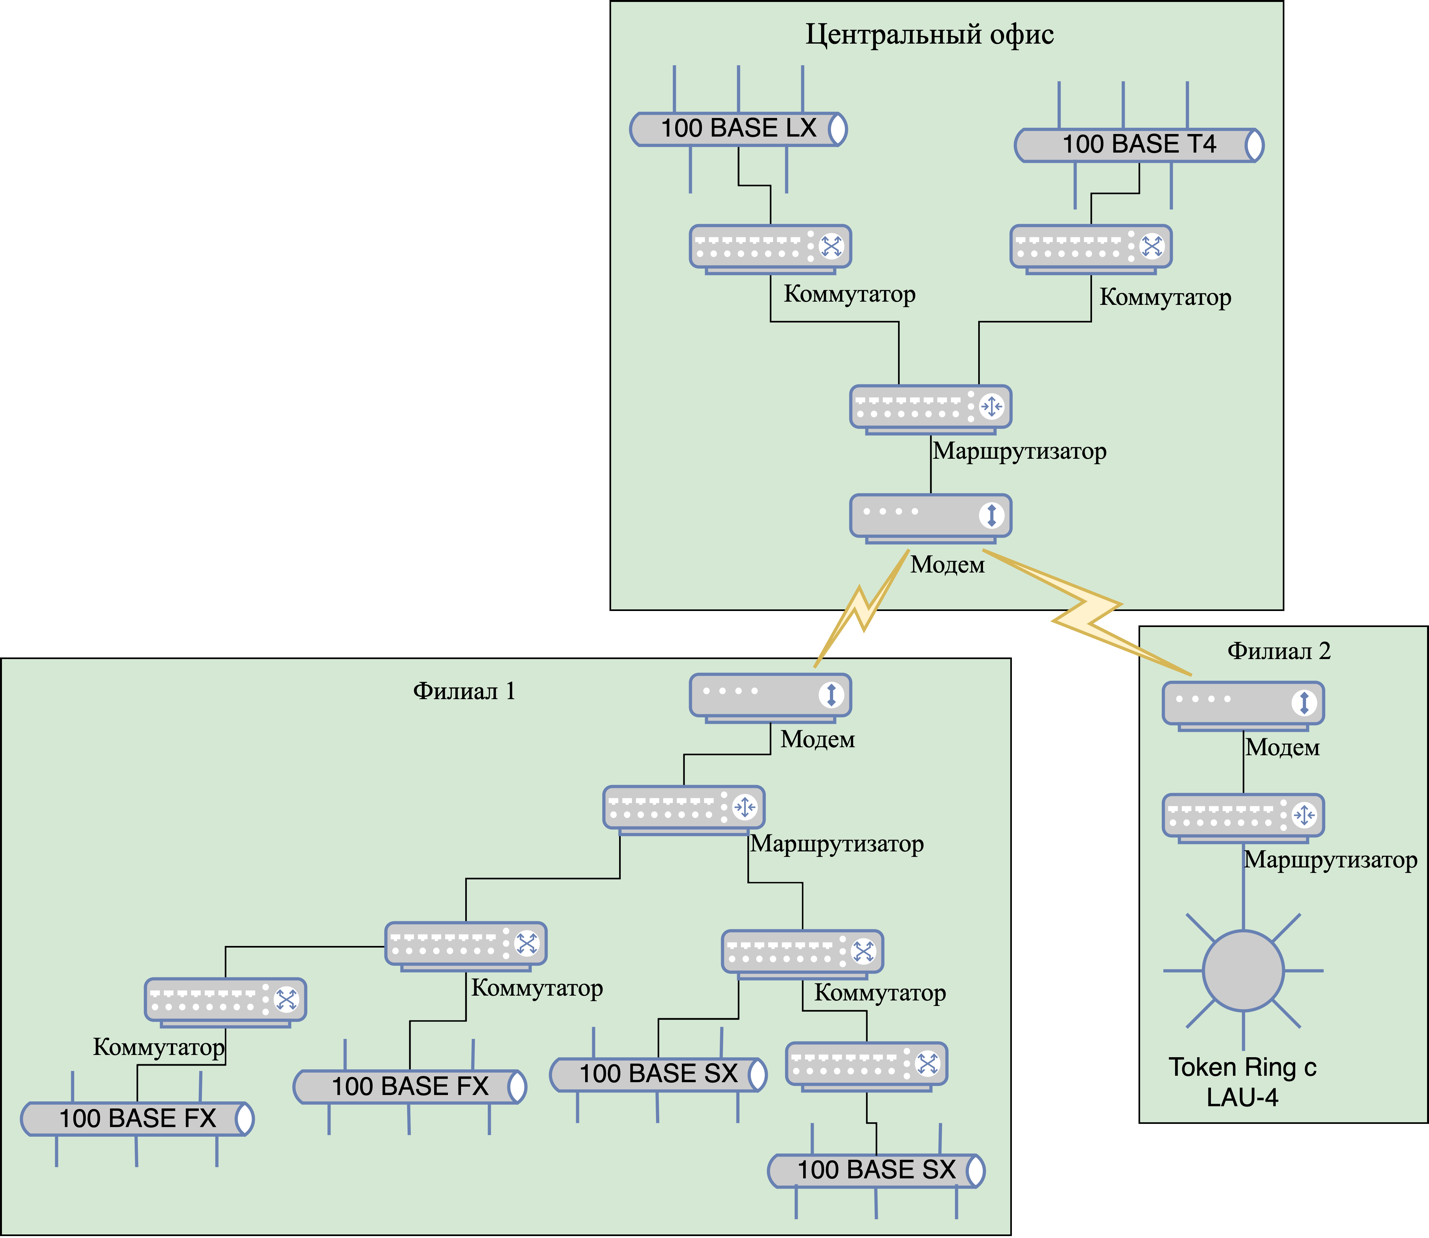 Центральный офис
100 BASE LX
100 BASE T4
Коммутатор
Коммутатор
Маршрутизатор
Модем
Филиал 1
Модем
Маршрутизатор
Коммутатор
Коммутатор
Коммутатор
100 BASE FX
100 BASE FX
100 BASE SX
100 BASE SX
Филиал 2
Модем
Маршрутизатор
Token Ring с
LAU-4